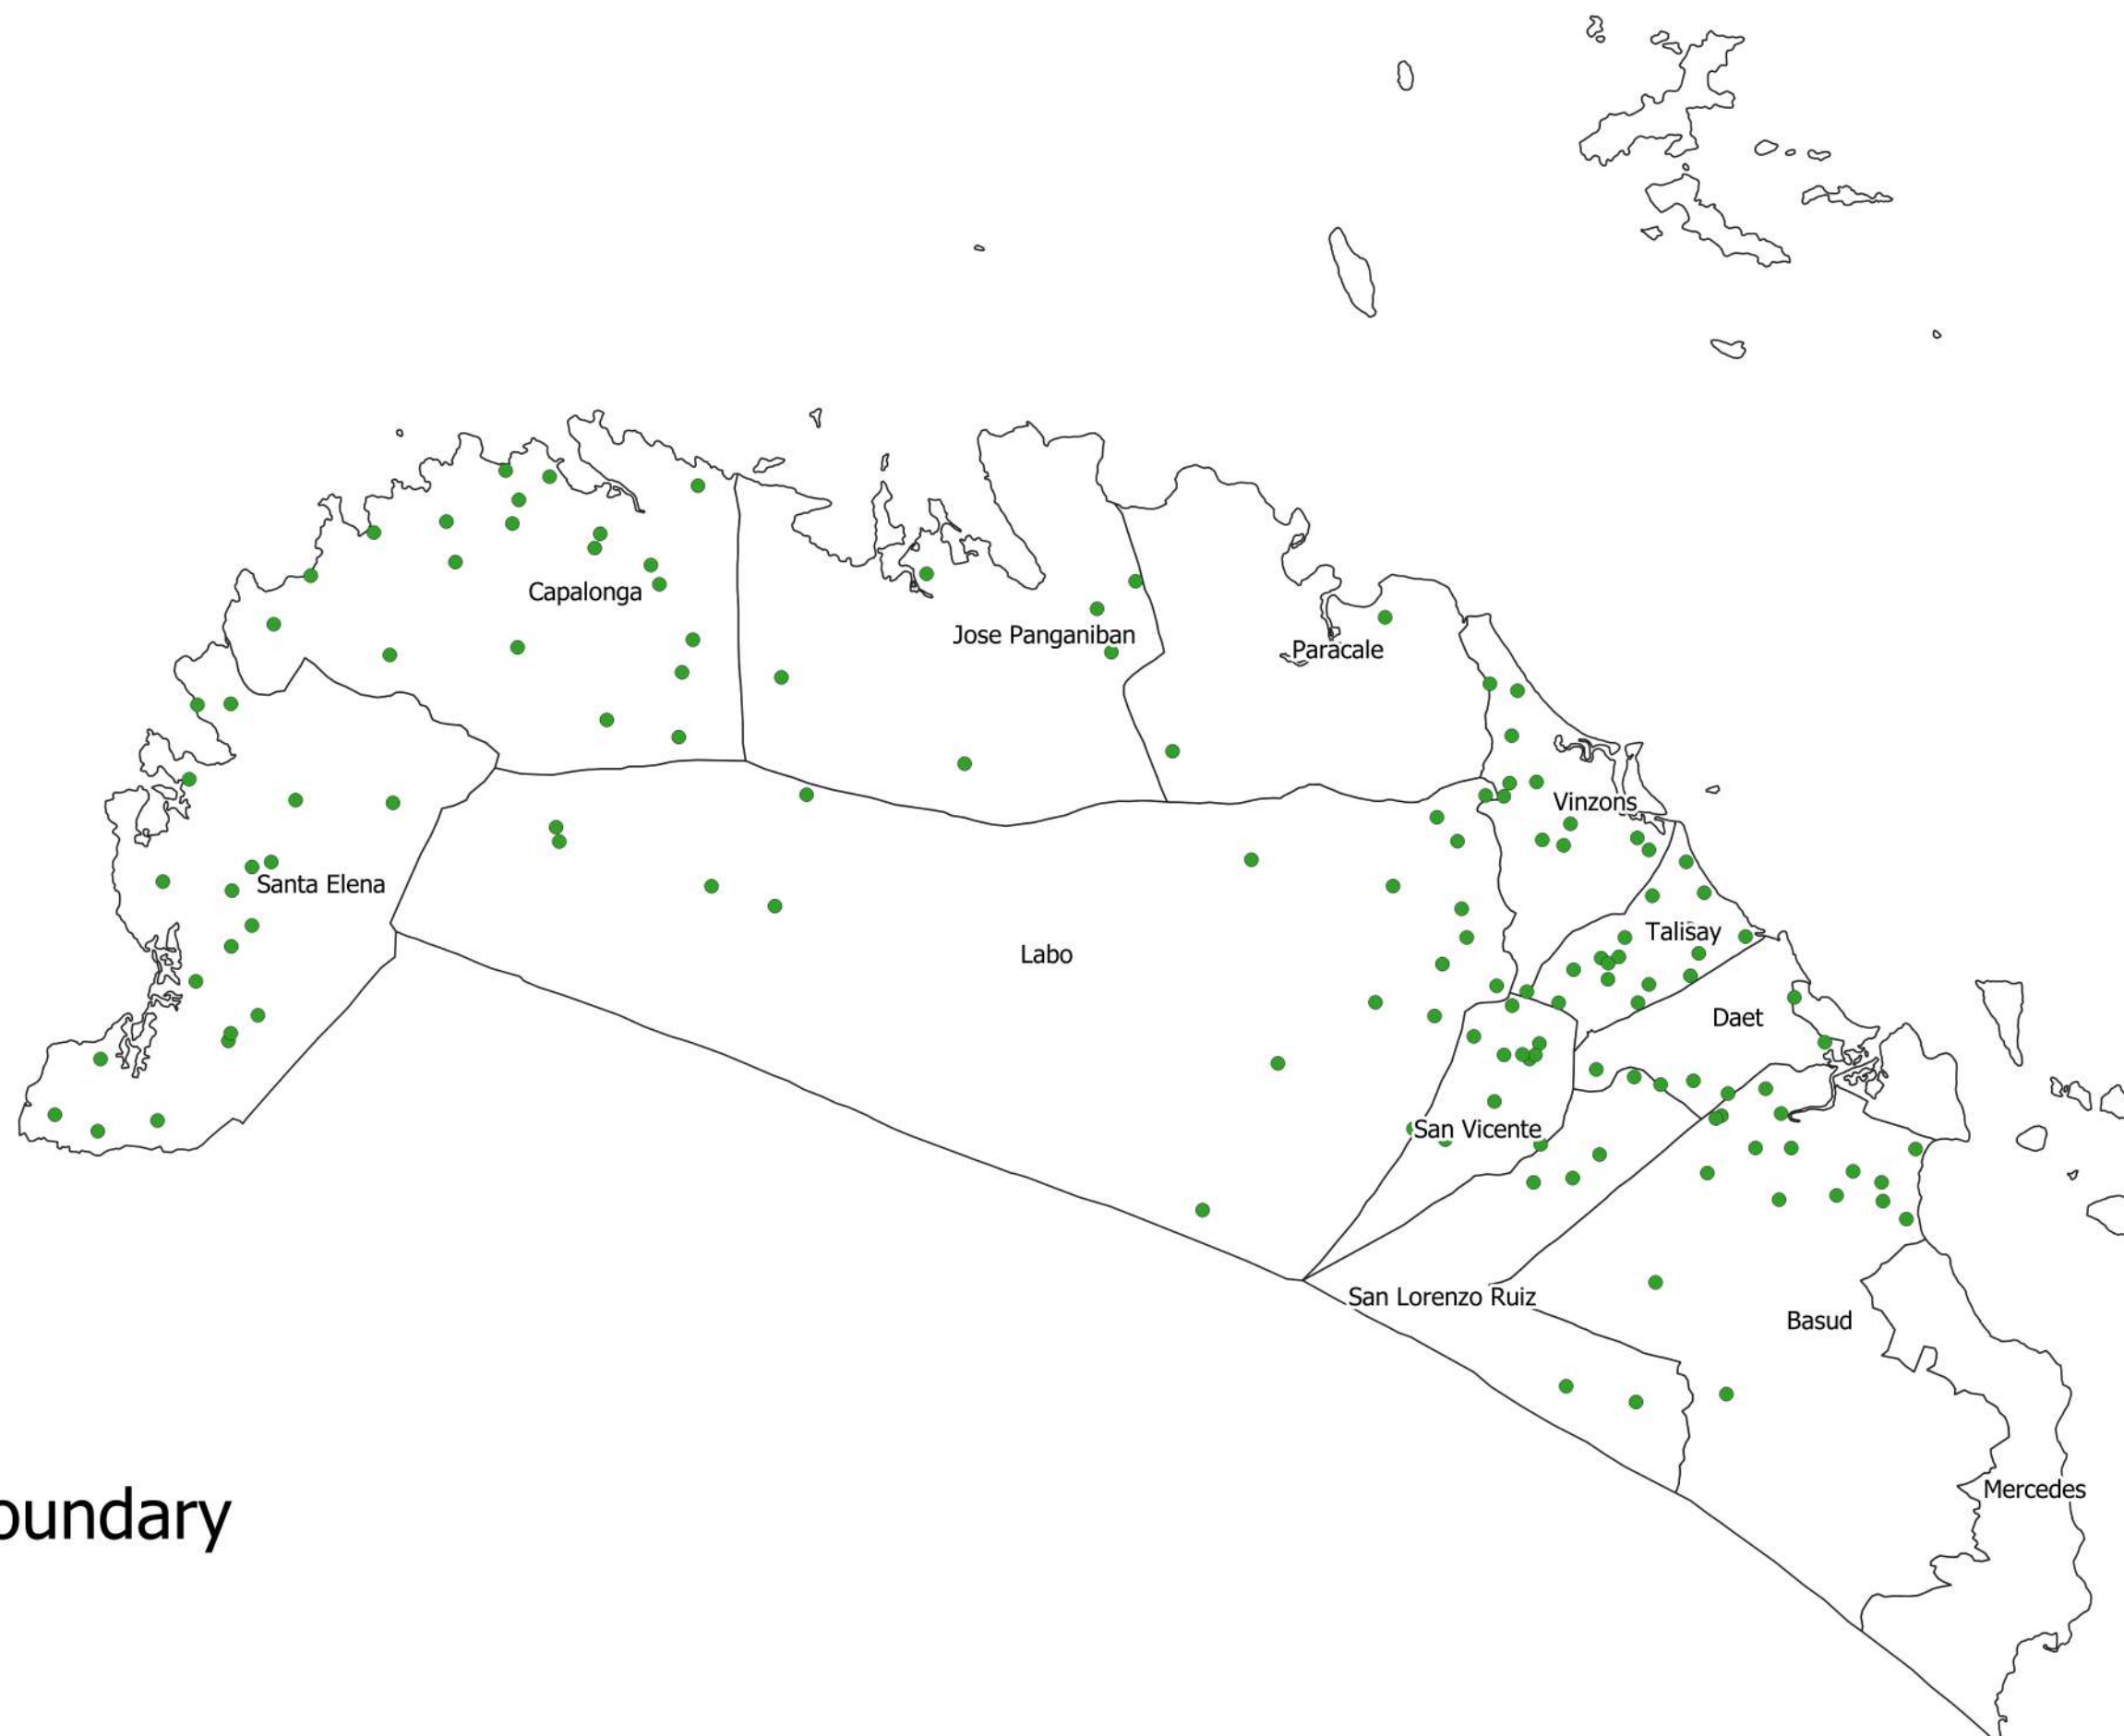 Capalonga
Jose Panganiban
Paracale
Vinzons
Santa Elena
Talisay
Labo
Daet
San Vicente
San Lorenzo Ruiz
Basud
Mercedes
oundary